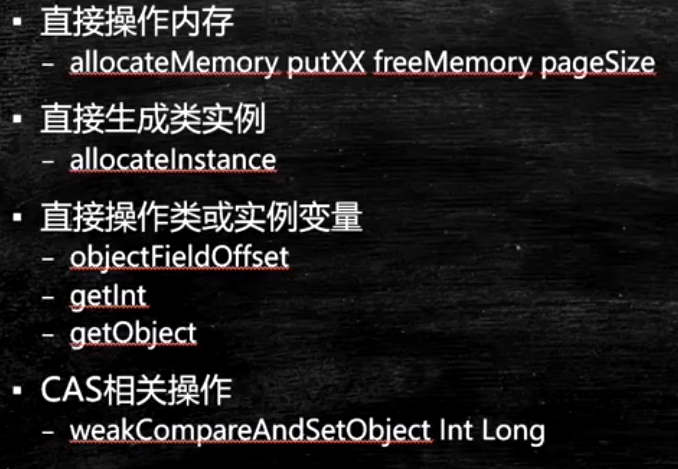 ▪ 直接操作内存
– allocateMemory putXX freeMemory pageSize
▪ 直接生成类实例
– allocateInstance
▪ 直接操作类或实例变量
– objectFieldOffset
– getInt
– getObject
▪ CAS相关操作
– weakCompareAndSetObject Int Long